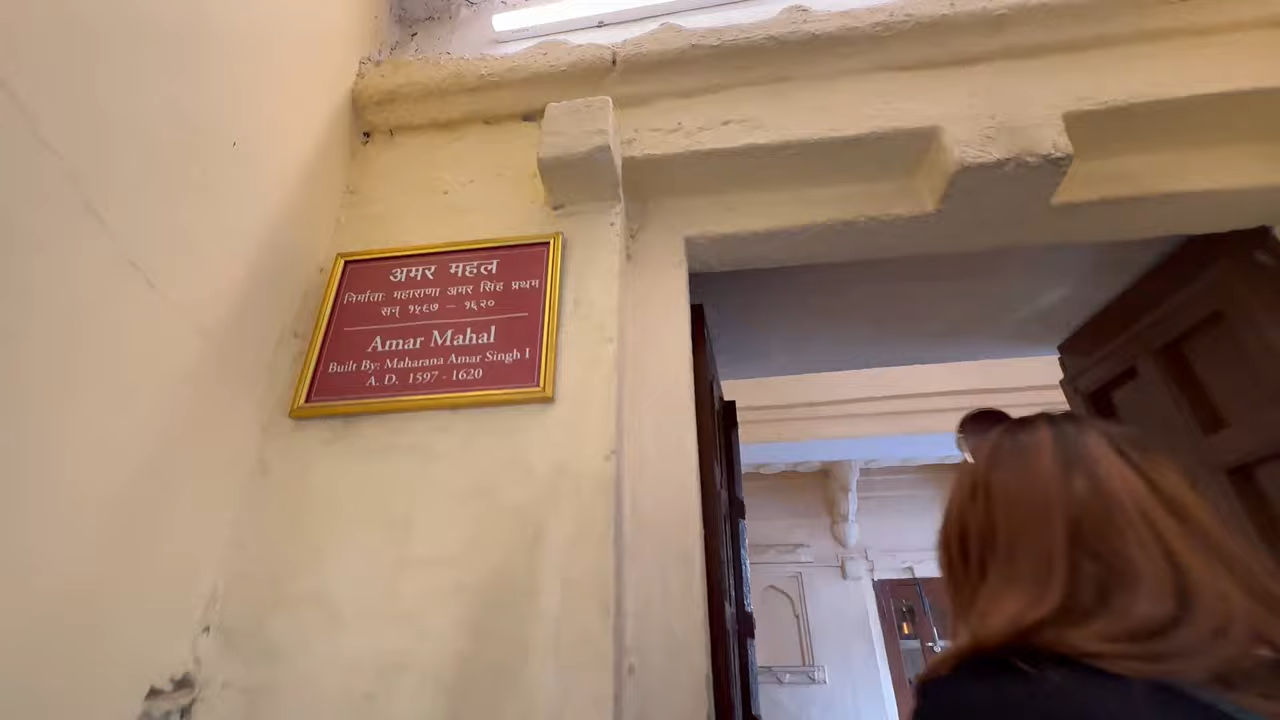 अमर महल
निर्माताः महाराणा अमर सिंह प्रथम
सन् १५९७ – १६२०
Amar Mahal
Built By: Maharana Amar Singh I
A. D. 1597 - 1620